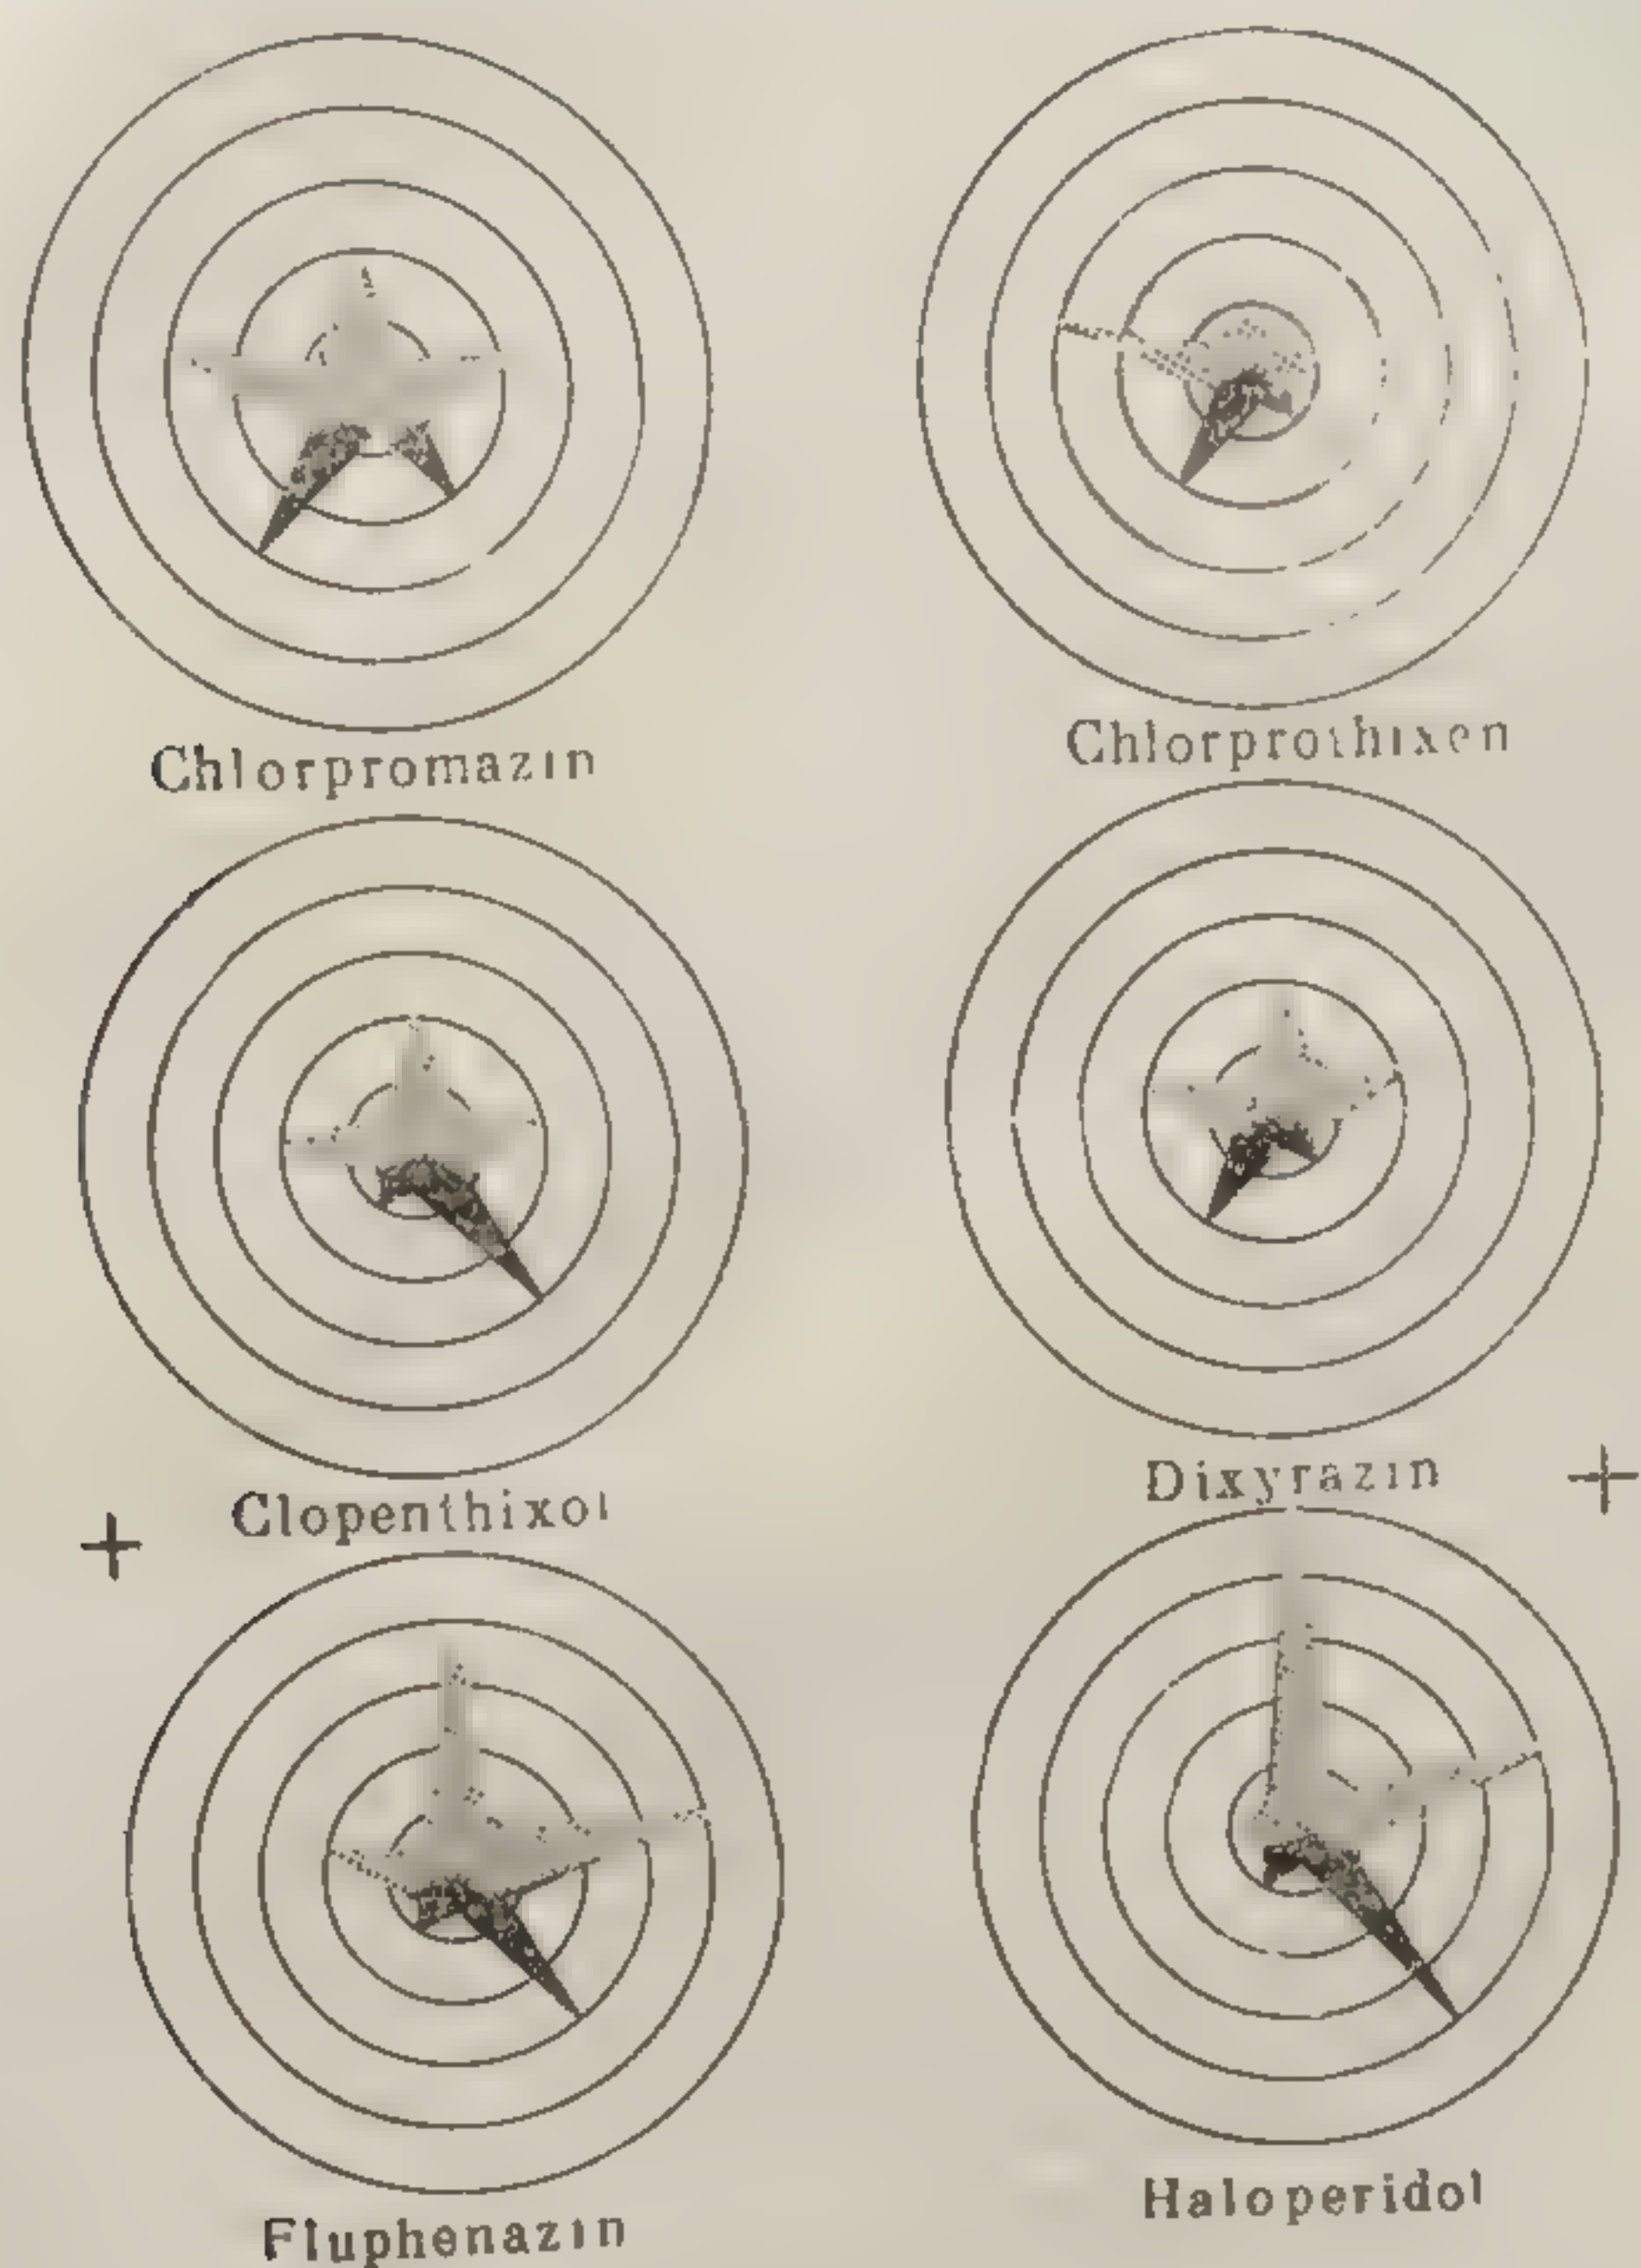 Chlorpromazin
Chlorprothixen
Clopenthixol
Dixyrazin
Fluphenazin
Haloperidol